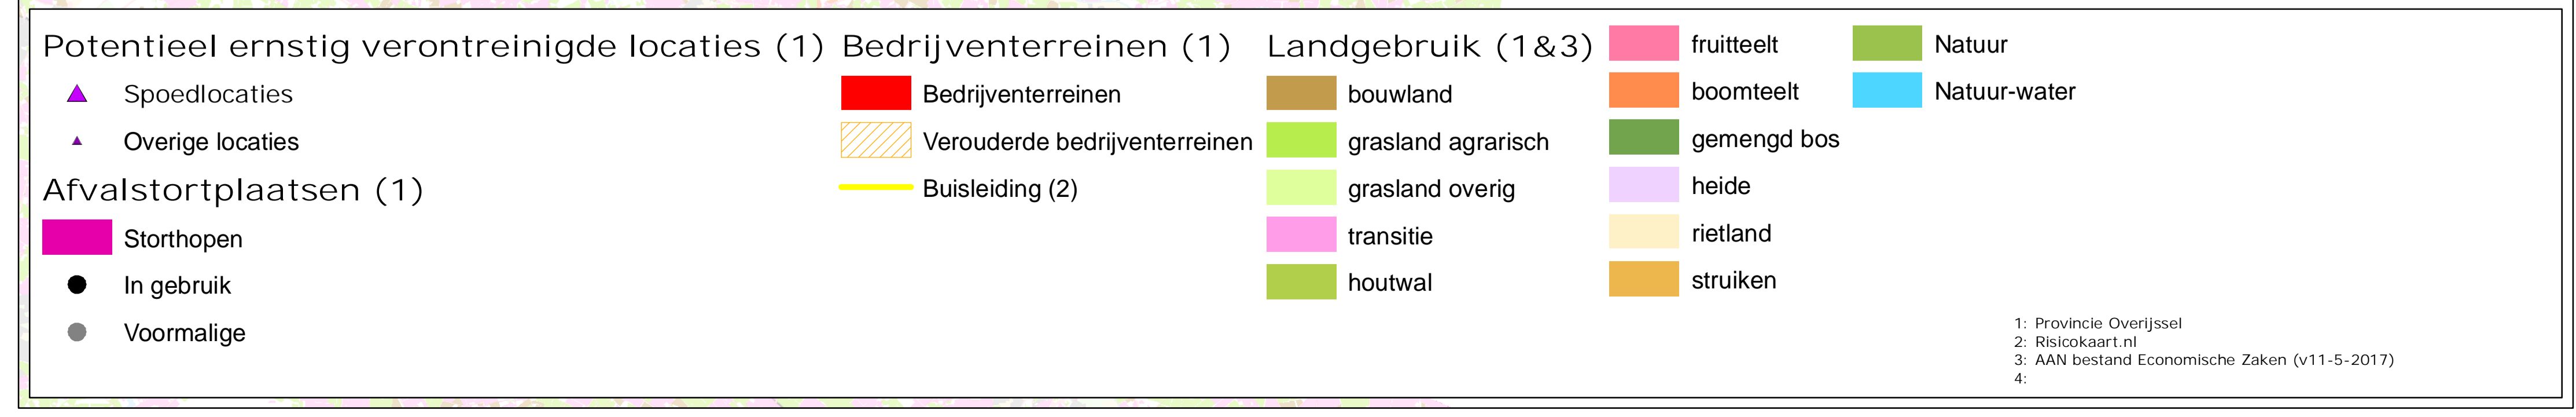 Potentieel ernstig verontreinigde locaties (1)
Spoedlocaties
Overige locaties
Afvalstortplaatsen (1)
Storthopen
In gebruik
Voormalige
Bedrijventerreinen (1)
Bedrijventerreinen
Verouderde bedrijventerreinen
Buisleiding (2)
Landgebruik (1&3)
bouwland
grasland agrarisch
grasland overig
transitie
houtwal
fruitteelt
boomteelt
gemengd bos
heide
rietland
struiken
Natuur
Natuur-water
1: Provincie Overijssel
2: Risicokaart.nl
3: AAN bestand Economische Zaken (v11-5-2017)
4: